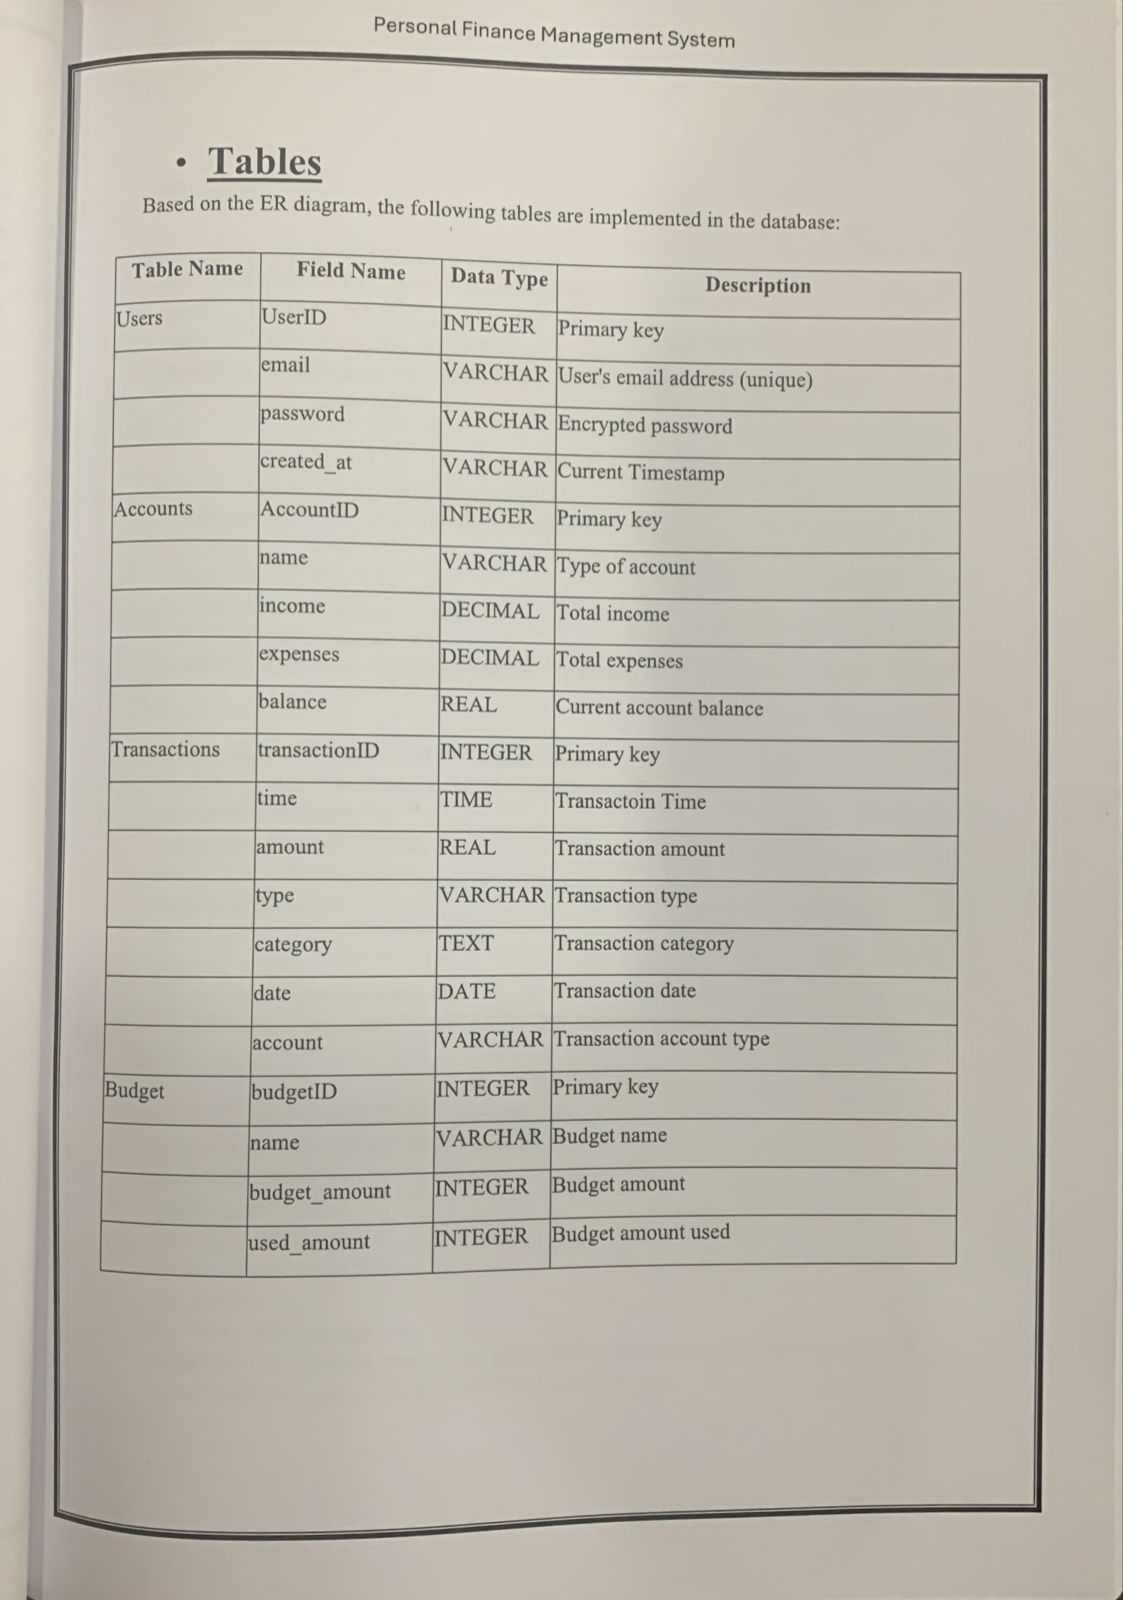 Personal Finance Management System
• Tables
Based on the ER diagram, the following tables are implemented in the database:
Table Name Field Name Data Type Description
Users UserID INTEGER Primary key
email VARCHAR User's email address (unique)
password VARCHAR Encrypted password
created_at VARCHAR Current Timestamp
Accounts AccountID INTEGER Primary key
name VARCHAR Type of account
income DECIMAL Total income
expenses DECIMAL Total expenses
balance REAL Current account balance
Transactions transactionID INTEGER Primary key
time TIME Transactoin Time
amount REAL Transaction amount
type VARCHAR Transaction type
category TEXT Transaction category
date DATE Transaction date
account VARCHAR Transaction account type
Budget budgetID INTEGER Primary key
name VARCHAR Budget name
budget_amount INTEGER Budget amount
used_amount INTEGER Budget amount used